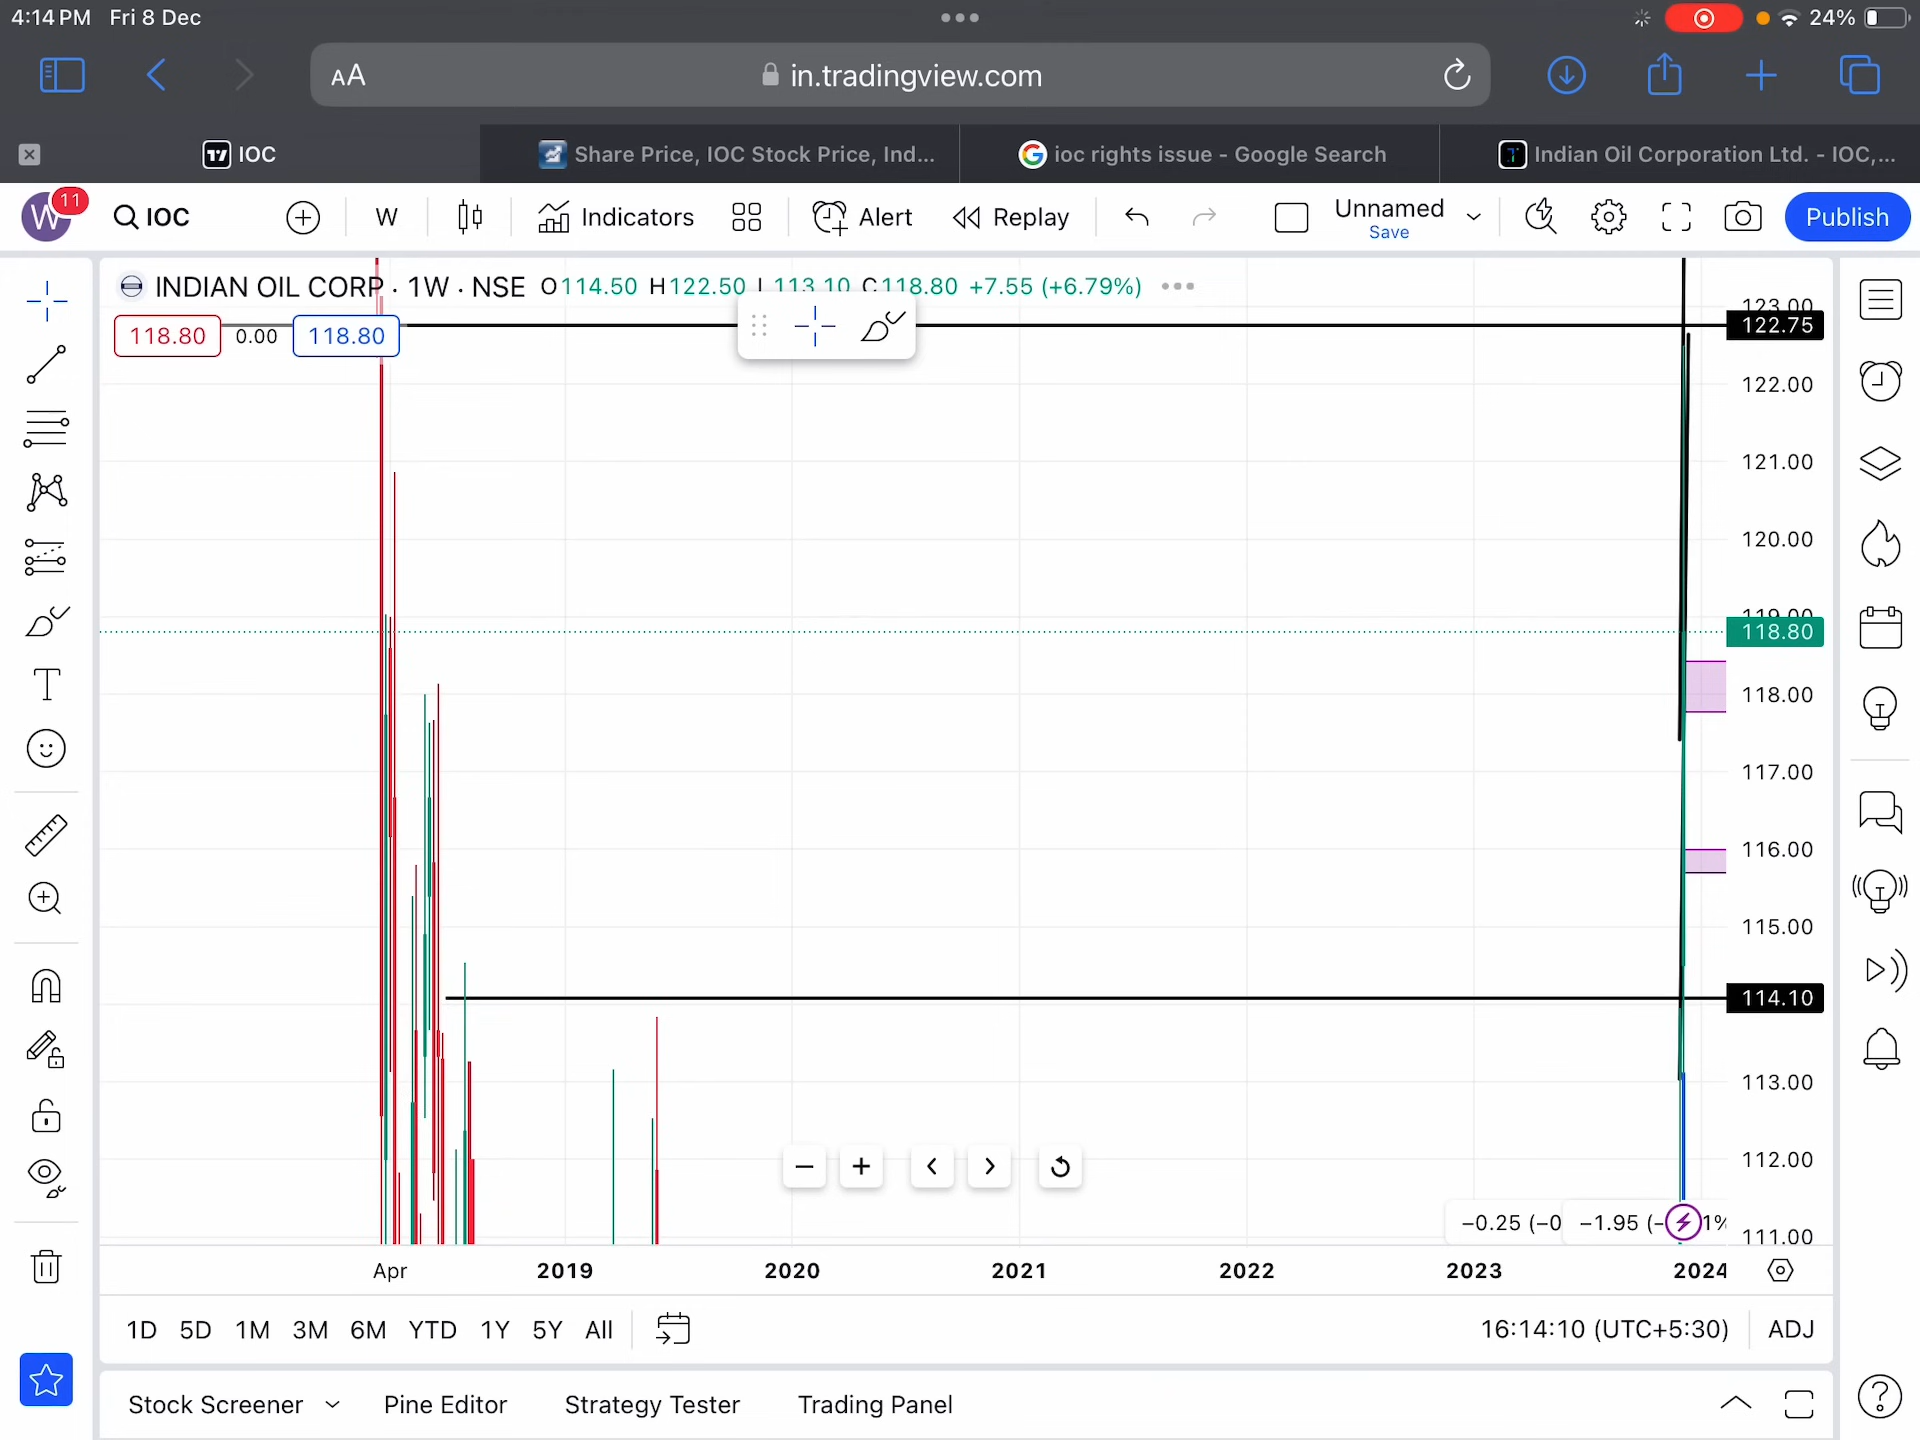 4:14 PM Fri 8 Dec
24%
AA
in.tradingview.com
IOC
Share Price, IOC Stock Price, Ind...
ioc rights issue - Google Search
Indian Oil Corporation Ltd. - IOC,...
W
11
IOC
W
Indicators
Alert
Replay
Unnamed
Save
Publish
INDIAN OIL CORP · 1W · NSE O114.50 H122.50 L113.10 C118.80 +7.55 (+6.79%)
118.80
0.00
118.80
123.00
122.75
122.00
121.00
120.00
119.00
118.80
118.00
117.00
116.00
115.00
114.10
113.00
112.00
111.00
−0.25 (−0
−1.95 (−
1%
Apr
2019
2020
2021
2022
2023
2024
1D 5D 1M 3M 6M YTD 1Y 5Y All
16:14:10 (UTC+5:30)
ADJ
Stock Screener
Pine Editor
Strategy Tester
Trading Panel